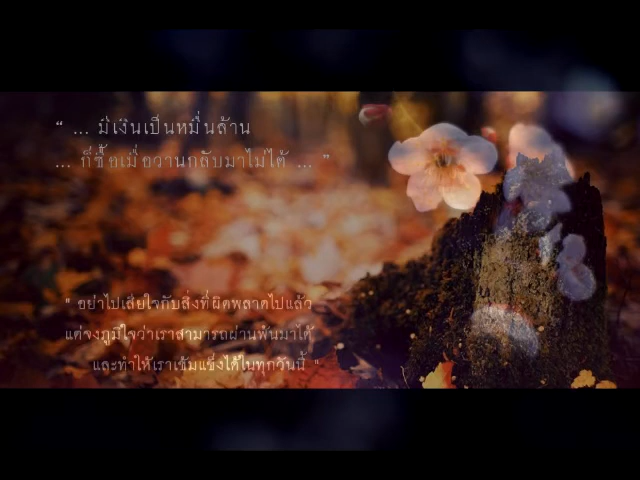 “ ... มีเงินเป็นหมื่นล้าน
... ก็ซื้อเมื่อวานกลับมาไม่ได้ ... ”
" อย่าไปเสียใจกับสิ่งที่ผิดพลาดไปแล้ว
แต่จงภูมิใจว่าเราสามารถผ่านพ้นมาได้
และทำให้เราเข้มแข็งได้ในทุกวันนี้ "